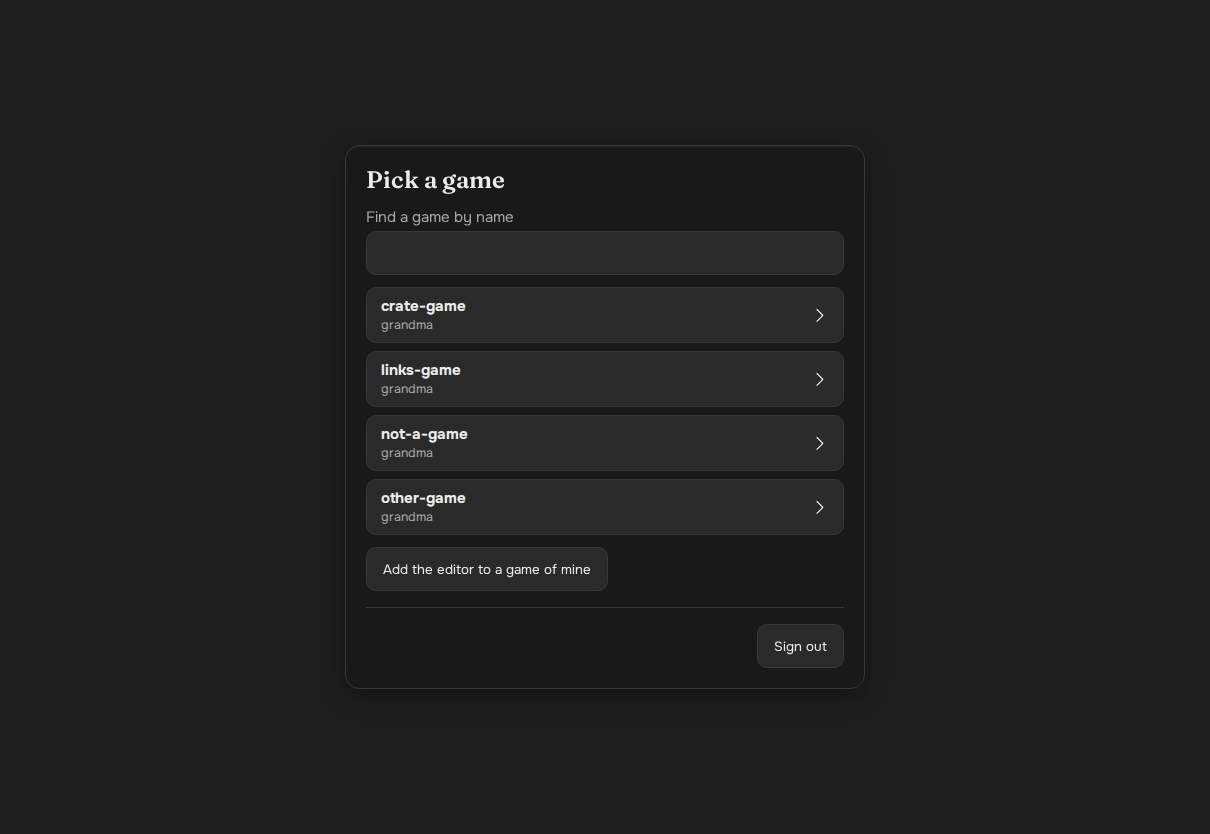 Pick a game
Find a game by name
crate-game
grandma
links-game
grandma
not-a-game
grandma
other-game
grandma
Add the editor to a game of mine
Sign out